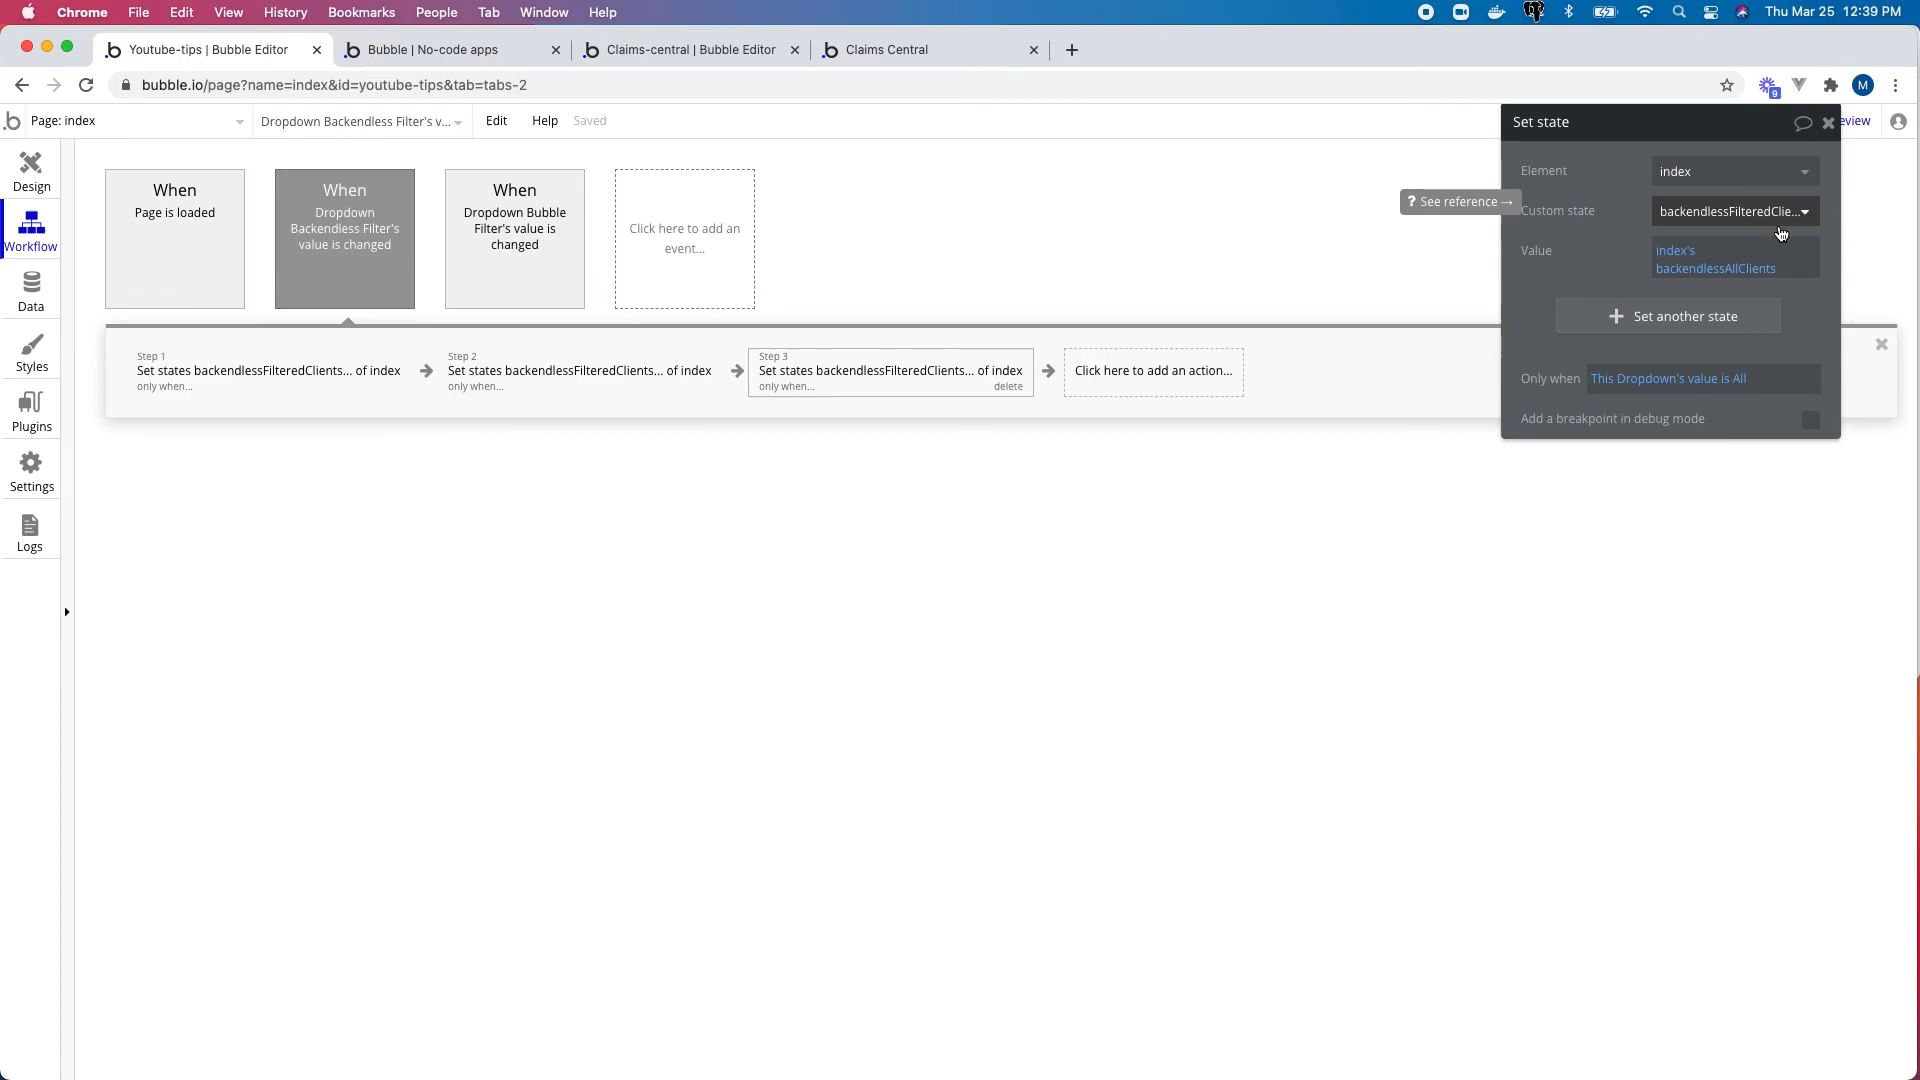 Chrome File Edit View History Bookmarks People Tab Window Help Thu Mar 25 12:39 PM
Youtube-tips | Bubble Editor Bubble | No-code apps Claims-central | Bubble Editor Claims Central
bubble.io/page?name=index&id=youtube-tips&tab=tabs-2 9 M
b Page: index Dropdown Backendless Filter's v... Edit Help Saved eview
Design
Workflow
Data
Styles
Plugins
Settings
Logs
When
Page is loaded
When
Dropdown
Backendless Filter's
value is changed
When
Dropdown Bubble
Filter's value is
changed
Click here to add an
event...
Step 1
Set states backendlessFilteredClients... of index
only when...
Step 2
Set states backendlessFilteredClients... of index
only when...
Step 3
Set states backendlessFilteredClients... of index
only when... delete
Click here to add an action...
Set state
Element index
? See reference →
Custom state backendlessFilteredClie...
Value index's
backendlessAllClients
Set another state
Only when This Dropdown's value is All
Add a breakpoint in debug mode